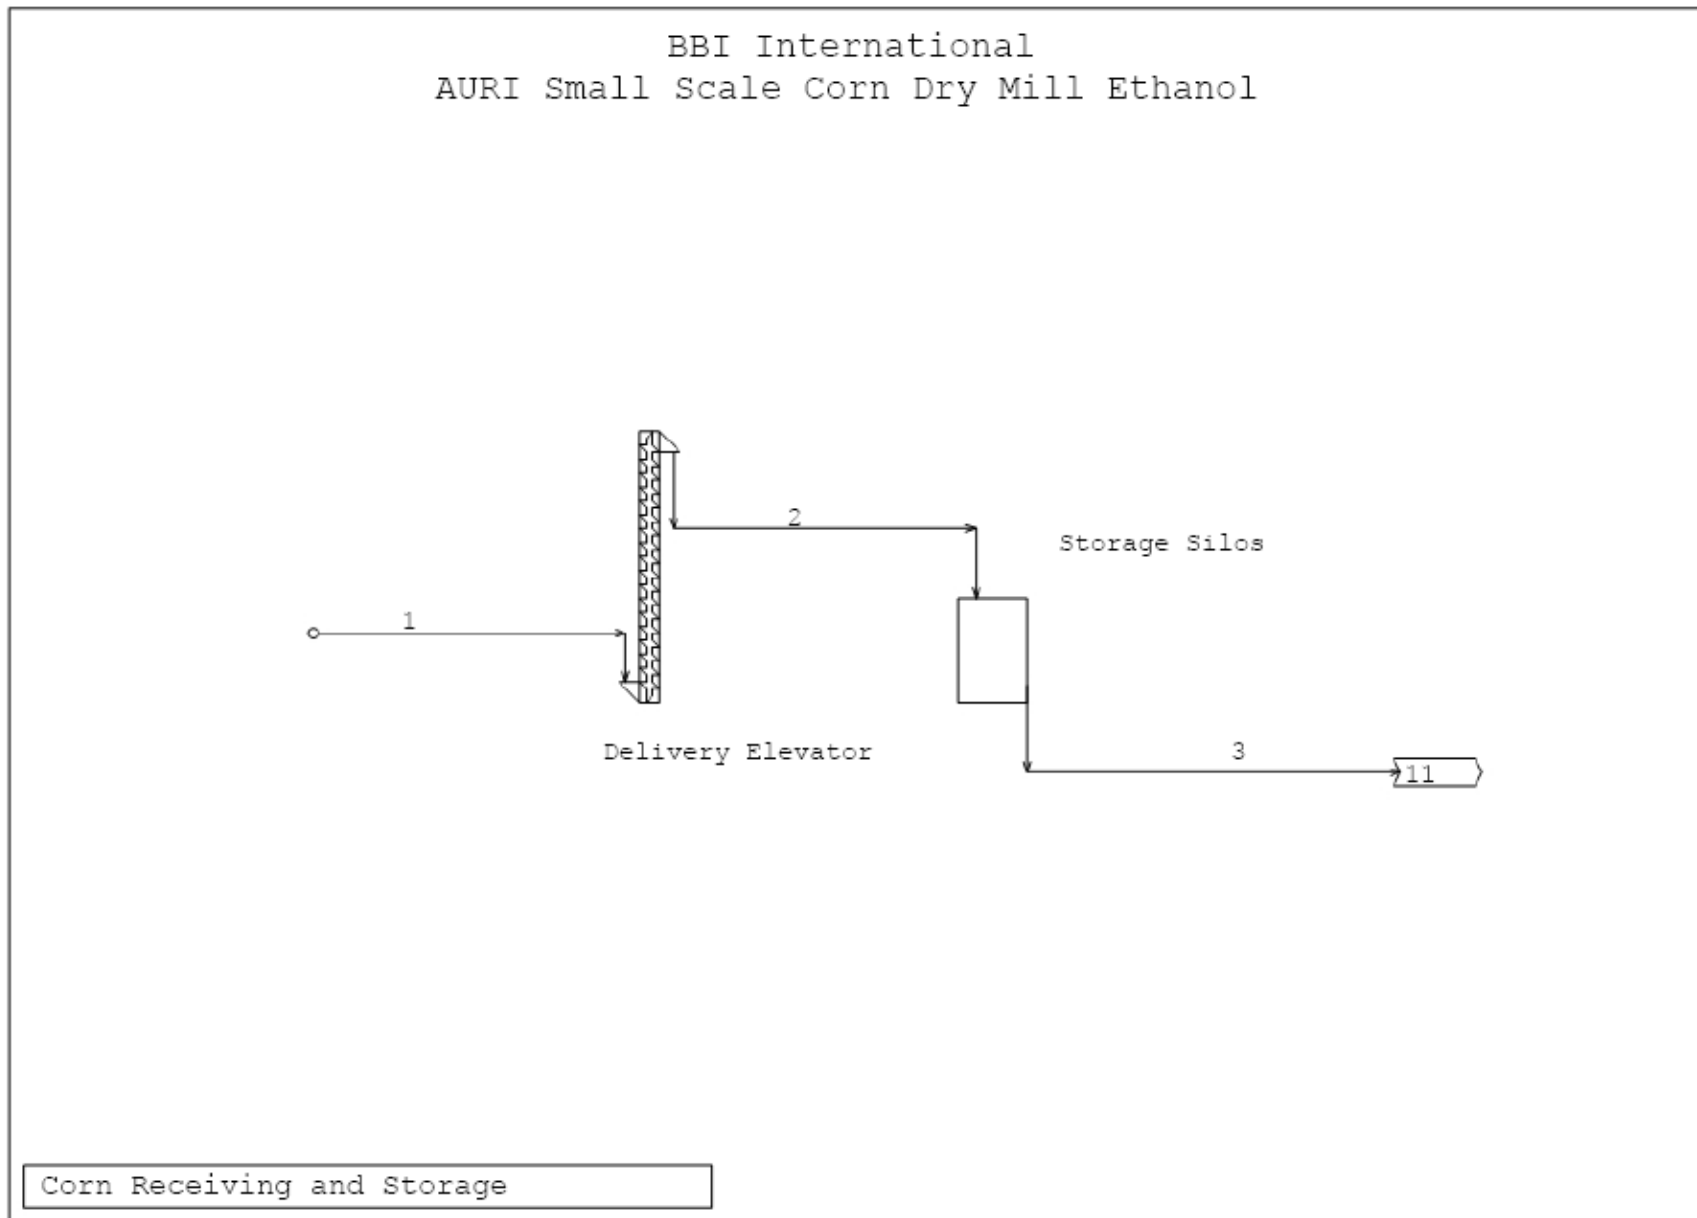 BBI International
AURI Small Scale Corn Dry Mill Ethanol
2
Storage Silos
1
Delivery Elevator
3
11
Corn Receiving and Storage